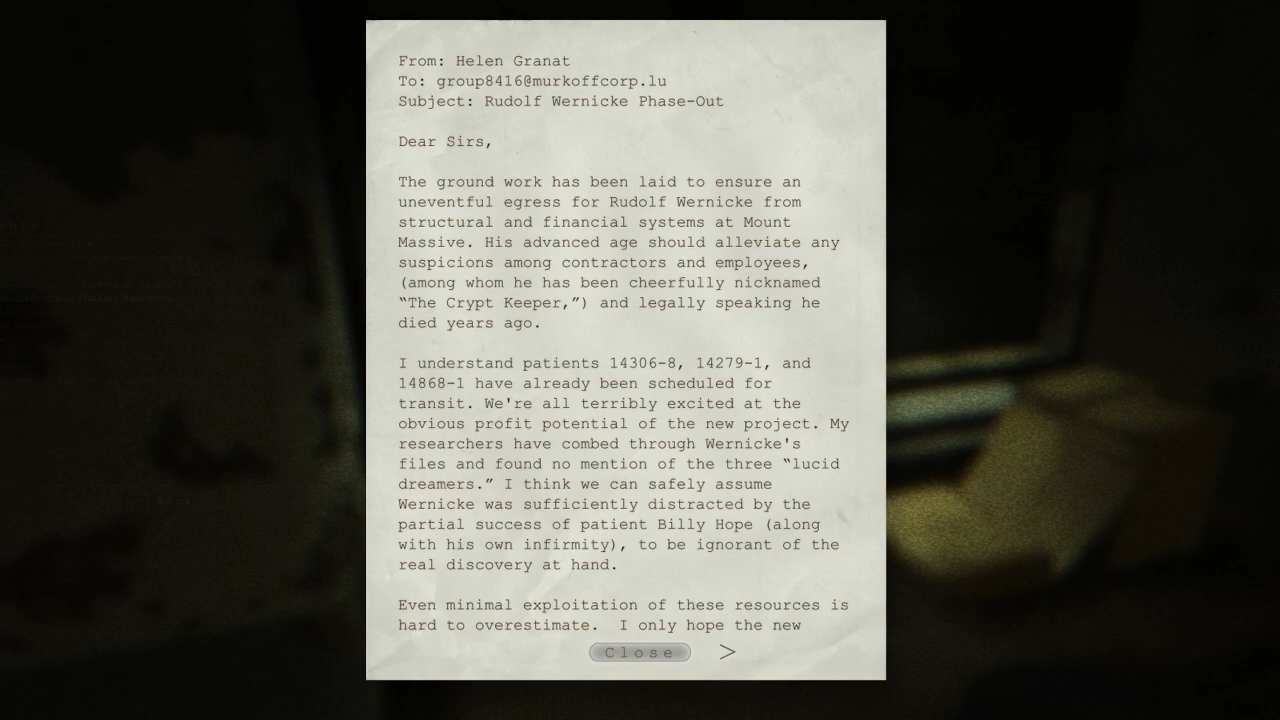 From: Helen Granat
To: group8416@murkoffcorp.lu
Subject: Rudolf Wernicke Phase-Out
Dear Sirs,
The ground work has been laid to ensure an
uneventful egress for Rudolf Wernicke from
structural and financial systems at Mount
Massive. His advanced age should alleviate any
suspicions among contractors and employees,
(among whom he has been cheerfully nicknamed
“The Crypt Keeper,”) and legally speaking he
died years ago.
I understand patients 14306-8, 14279-1, and
14868-1 have already been scheduled for
transit. We're all terribly excited at the
obvious profit potential of the new project. My
researchers have combed through Wernicke's
files and found no mention of the three “lucid
dreamers.” I think we can safely assume
Wernicke was sufficiently distracted by the
partial success of patient Billy Hope (along
with his own infirmity), to be ignorant of the
real discovery at hand.
Even minimal exploitation of these resources is
hard to overestimate.  I only hope the new
Close >